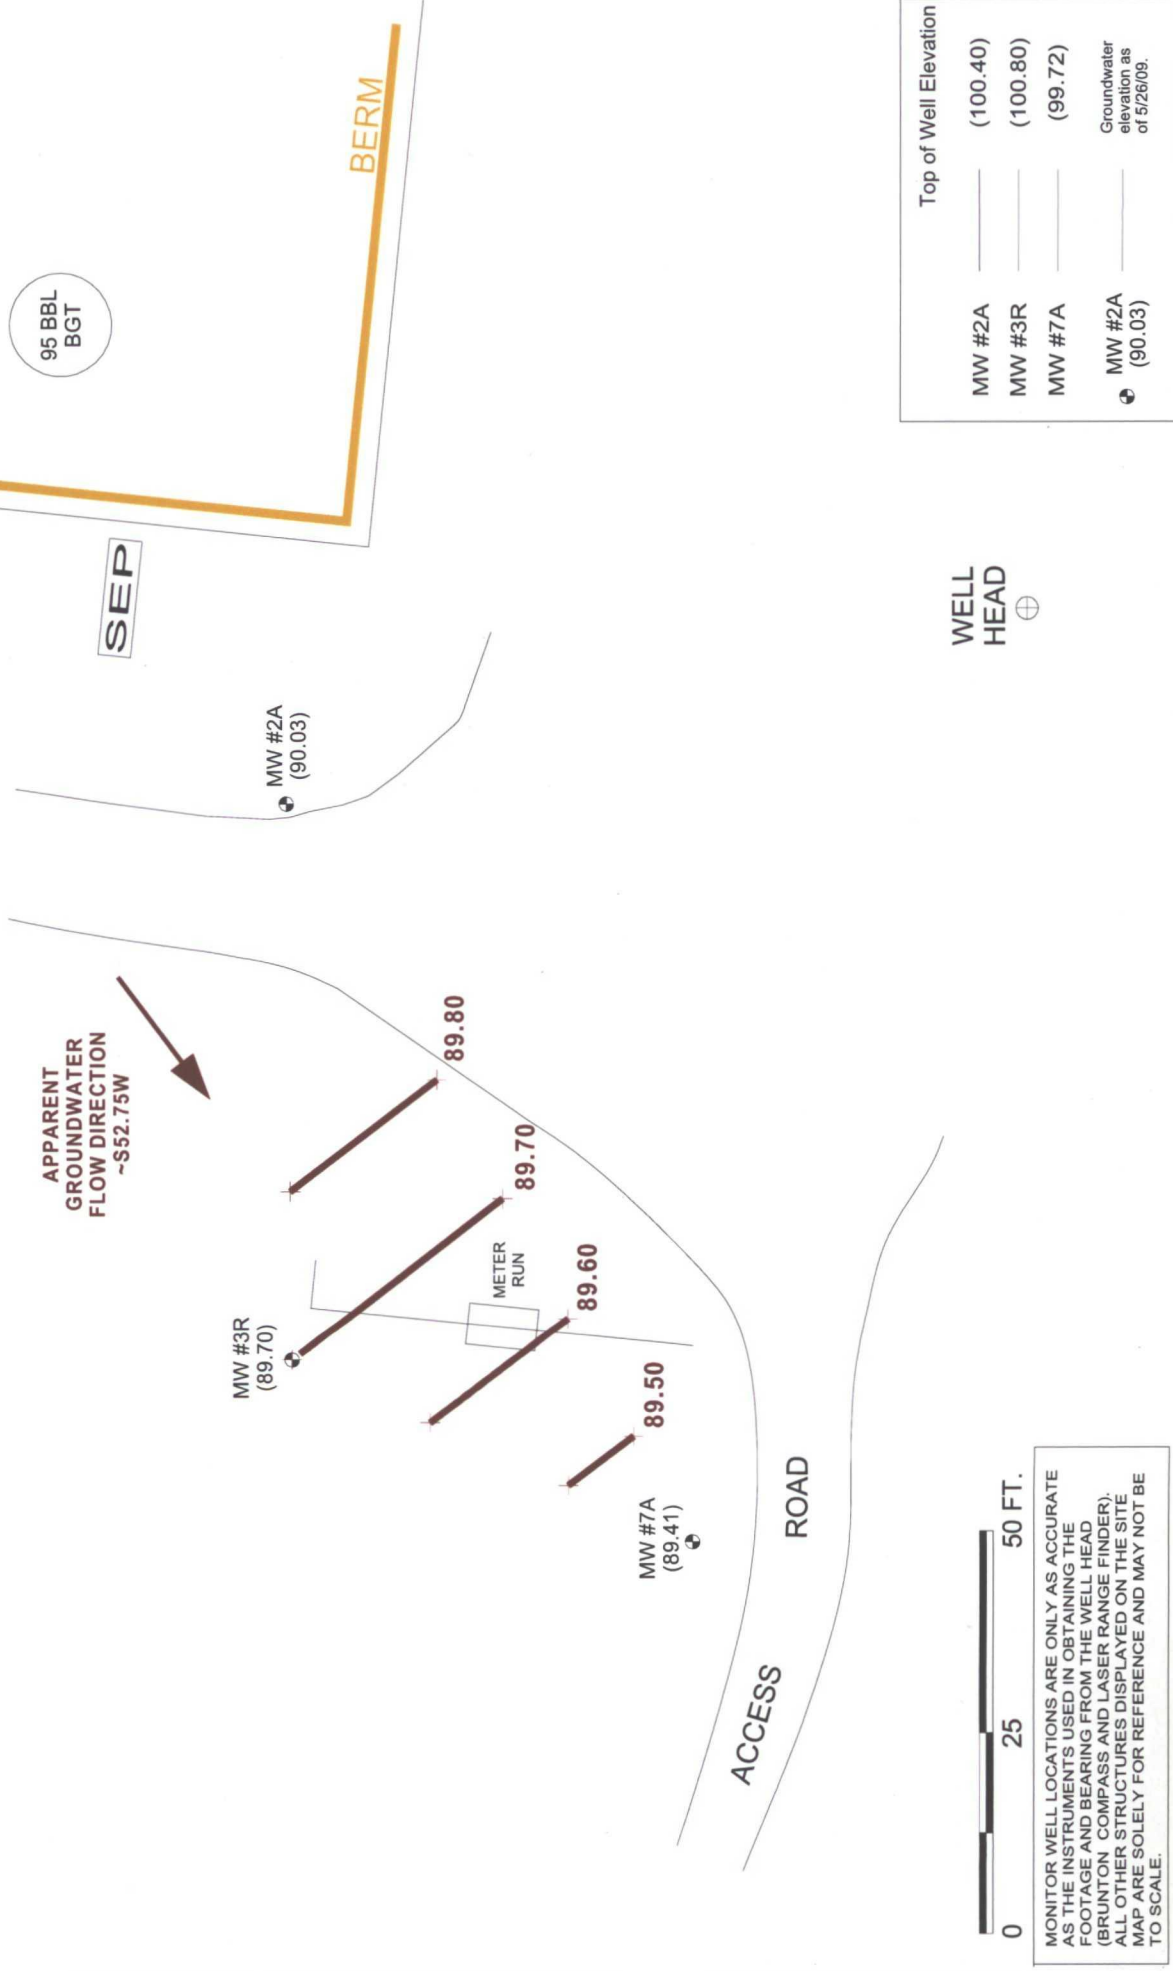 APPARENT
GROUNDWATER
FLOW DIRECTION
~S52.75W
95 BBL
BGT
BERM
SEP
MW #2A
(90.03)
MW #3R
(89.70)
89.80
89.70
METER
RUN
89.60
89.50
MW #7A
(89.41)
ACCESS
ROAD
WELL
HEAD
0
25
50 FT.
MONITOR WELL LOCATIONS ARE ONLY AS ACCURATE
AS THE INSTRUMENTS USED IN OBTAINING THE
FOOTAGE AND BEARING FROM THE WELL HEAD
(BRUNTON COMPASS AND LASER RANGE FINDER).
ALL OTHER STRUCTURES DISPLAYED ON THE SITE
MAP ARE SOLELY FOR REFERENCE AND MAY NOT BE
TO SCALE.
Top of Well Elevation
MW #2A (100.40)
MW #3R (100.80)
MW #7A (99.72)
MW #2A
(90.03)
Groundwater
elevation as
of 5/26/09.